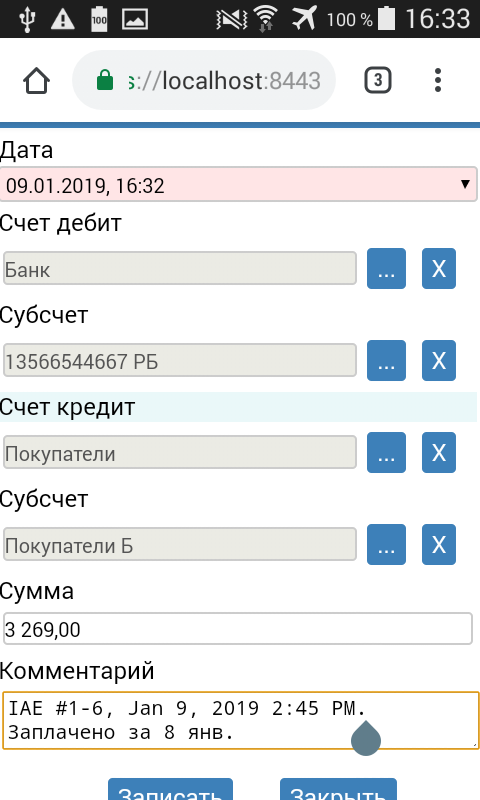 100
100 %
16:33
s://localhost:8443
3
Дата
09.01.2019, 16:32
Счет дебит
Банк
...
X
Субсчет
13566544667 РБ
...
X
Счет кредит
Покупатели
...
X
Субсчет
Покупатели Б
...
X
Сумма
3 269,00
Комментарий
IAE #1-6, Jan 9, 2019 2:45 PM.
Заплачено за 8 янв.
Записать
Закрыть